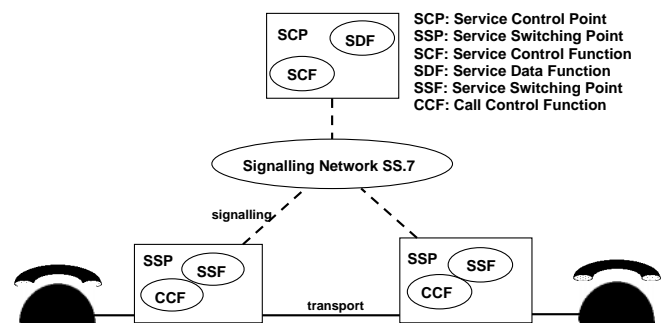 SCP
SDF
SCF
SCP: Service Control Point
SSP: Service Switching Point
SCF: Service Control Function
SDF: Service Data Function
SSF: Service Switching Point
CCF: Call Control Function
Signalling Network SS.7
signalling
SSP
SSF
CCF
transport
SSP
SSF
CCF